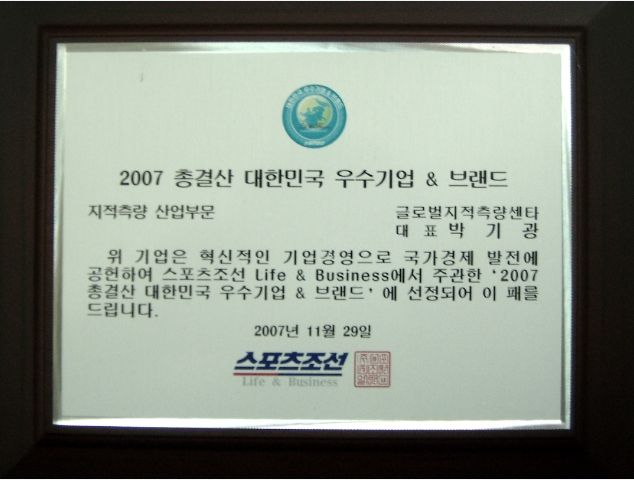 2007 총결산 대한민국 우수기업 & 브랜드
지적측량 산업부문
글로벌지적측량센타
대 표 박 기 광
위 기업은 혁신적인 기업경영으로 국가경제 발전에
공헌하여 스포츠조선 Life & Business에서 주관한 ‘2007
총결산 대한민국 우수기업 & 브랜드’ 에 선정되어 이 패를
드립니다.
2007년 11월 29일
스포츠조선
Life & Business